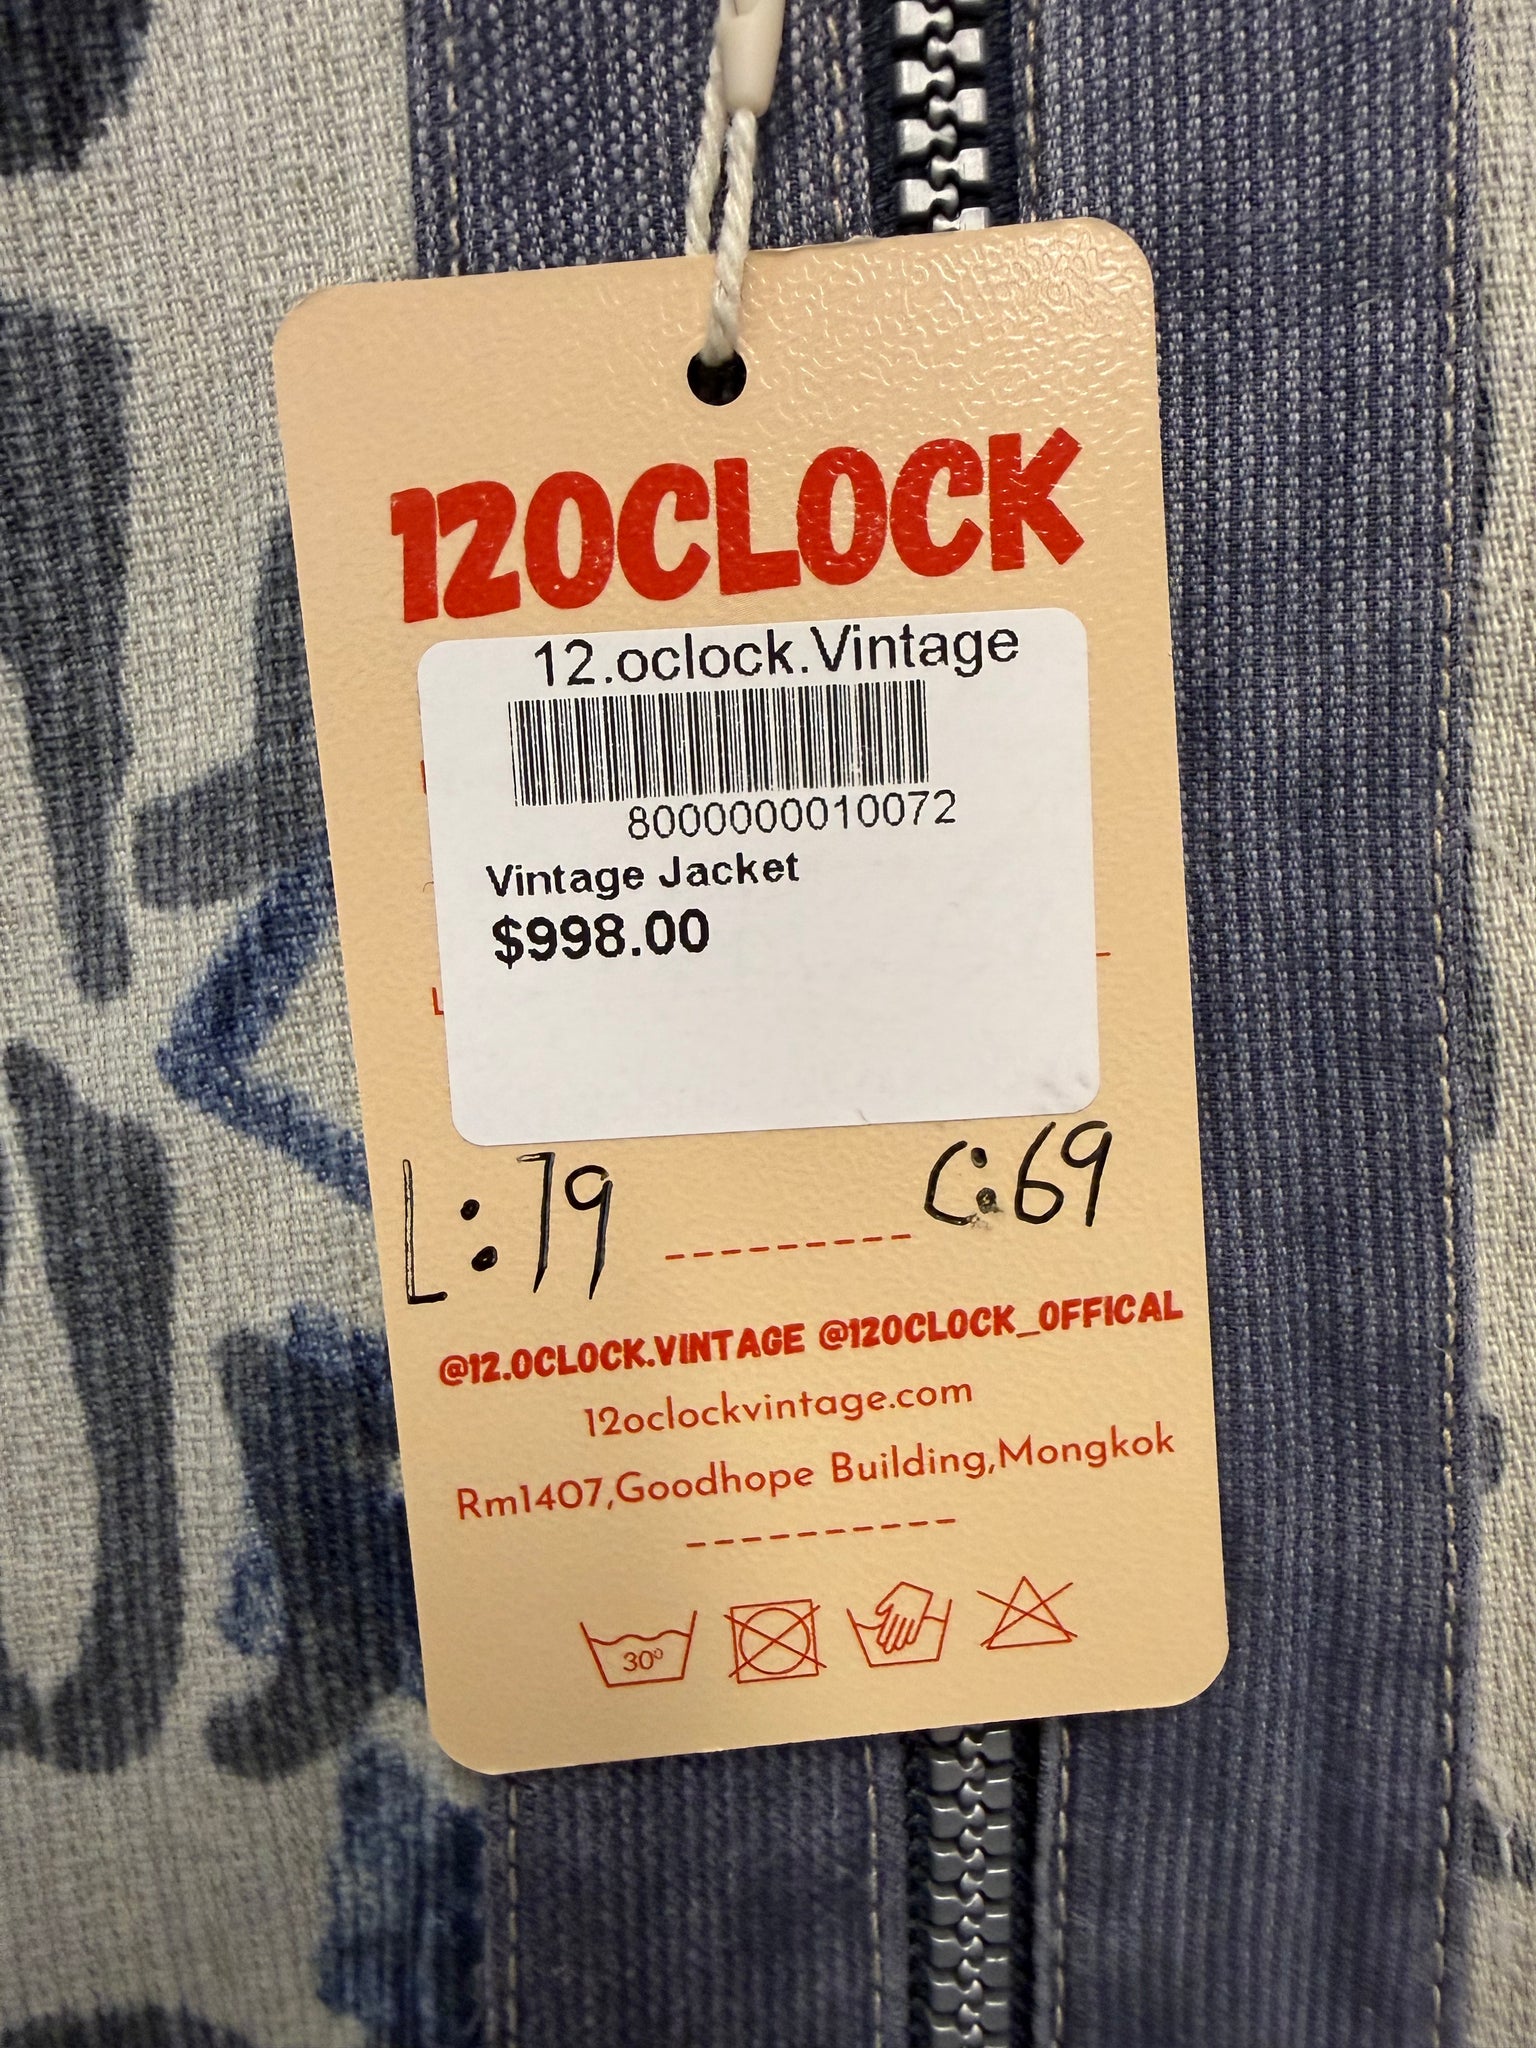 12OCLOCK
12.oclock.Vintage
8000000010072
Vintage Jacket
$998.00
L:79 C:69
@12.OCLOCK.VINTAGE @12OCLOCK_OFFICAL
12oclockvintage.com
Rm1407,Goodhope Building,Mongkok
30°